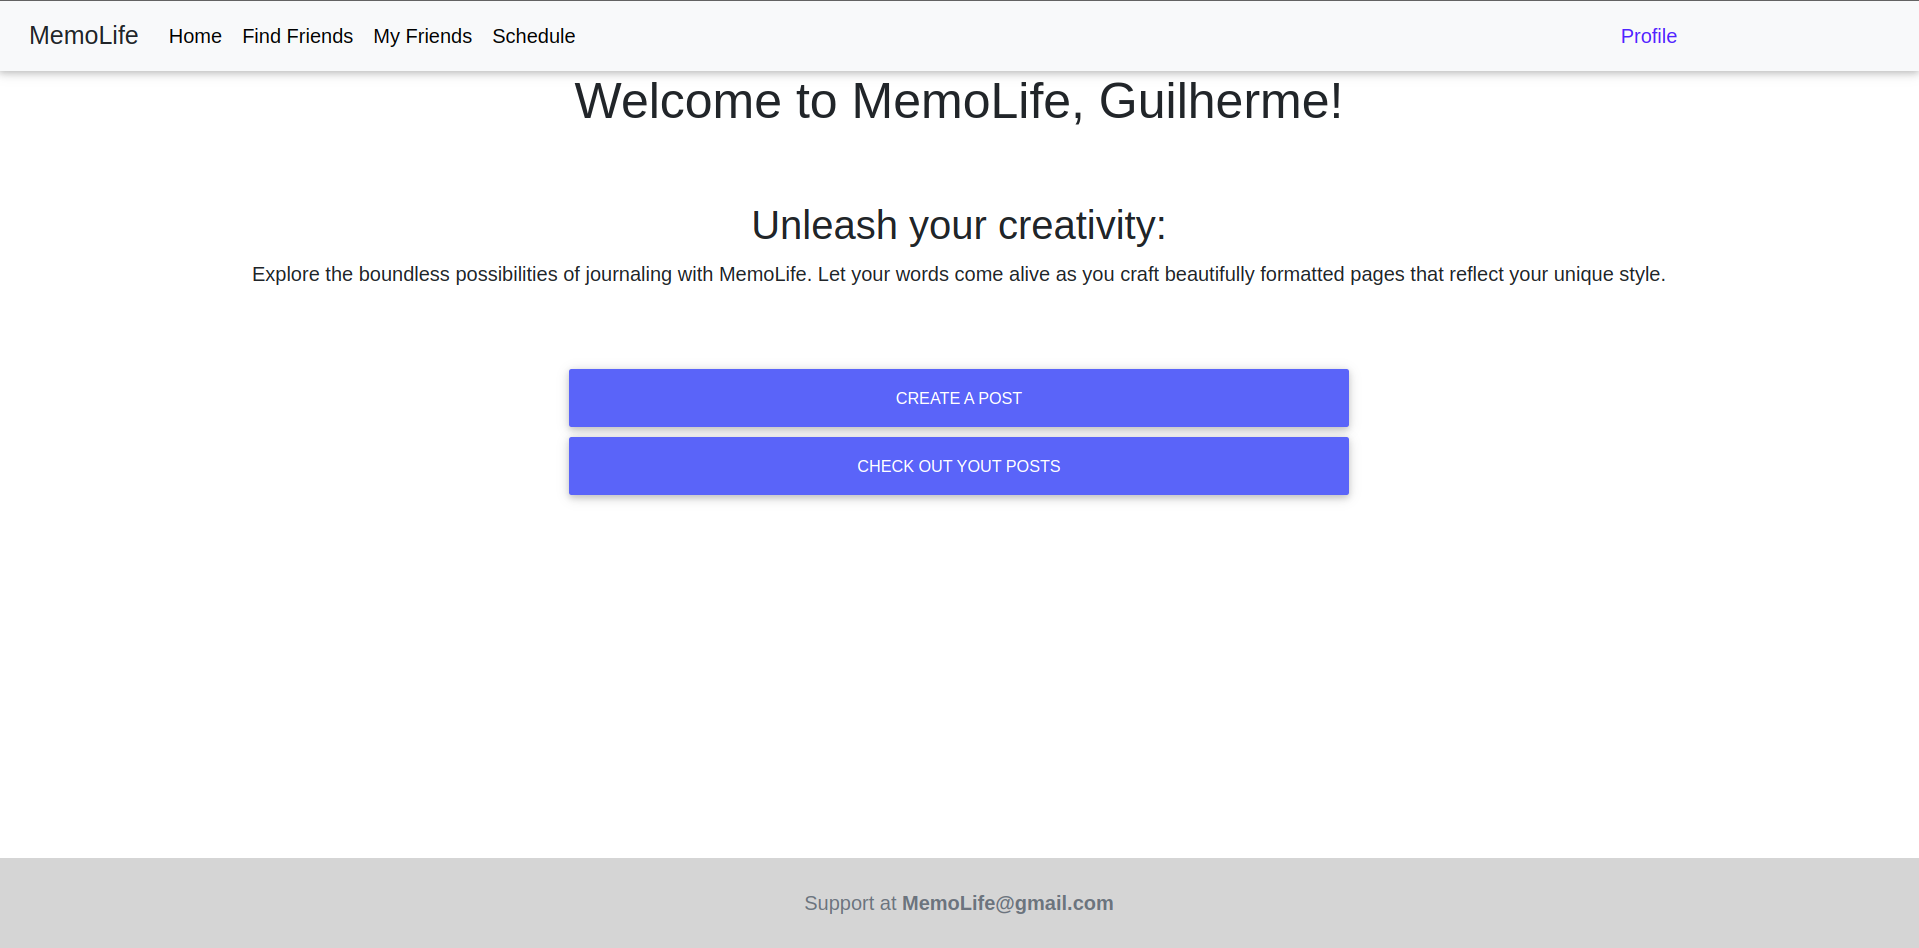 MemoLife Home Find Friends My Friends Schedule Profile
Welcome to MemoLife, Guilherme!
Unleash your creativity:
Explore the boundless possibilities of journaling with MemoLife. Let your words come alive as you craft beautifully formatted pages that reflect your unique style.
CREATE A POST
CHECK OUT YOUT POSTS
Support at MemoLife@gmail.com